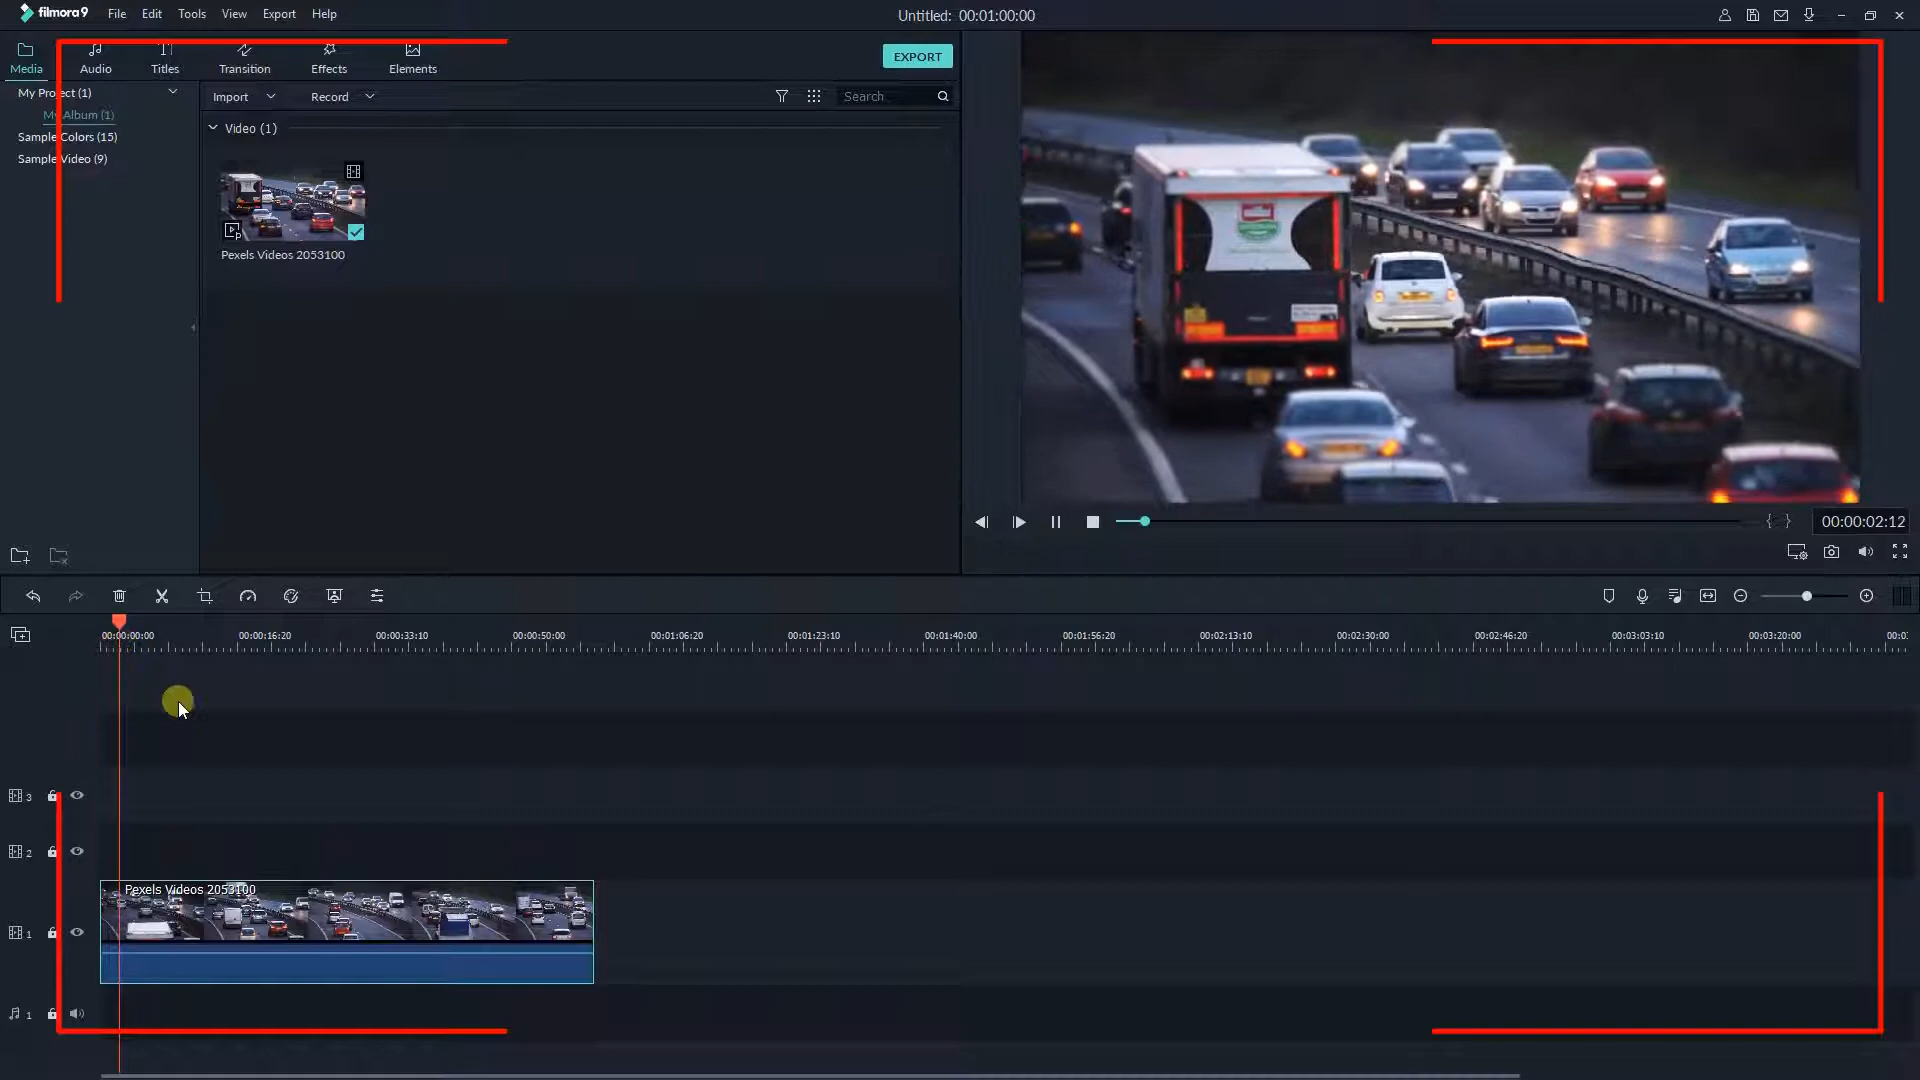 filmora9
File Edit Tools View Export Help
Untitled: 00:01:00:00
Media Audio Titles Transition Effects Elements
EXPORT
My Project (1)
My Album (1)
Sample Colors (15)
Sample Video (9)
Import Record Search
Video (1)
Pexels Videos 2053100
00:00:02:12
00:00:00:00 00:00:16:20 00:00:33:10 00:00:50:00 00:01:06:20 00:01:23:10 00:01:40:00 00:01:56:20 00:02:13:10 00:02:30:00 00:02:46:20 00:03:03:10 00:03:20:00
3
2
Pexels Videos 2053100
1
1